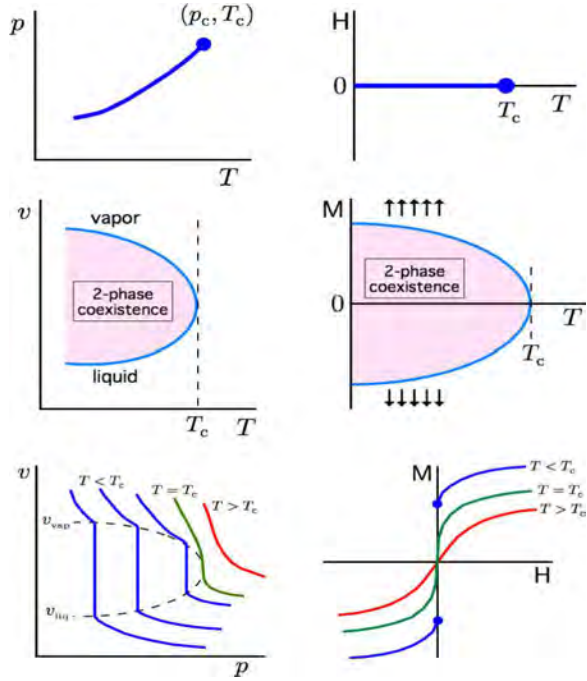 p
(p_c, T_c)
T
H
0
T_c
T
v
vapor
2-phase
coexistence
liquid
T_c
T
M
↑↑↑↑↑
2-phase
coexistence
0
T
T_c
↓↓↓↓↓
v
T < T_c
T = T_c
T > T_c
v_vap
v_liq
p
M
T < T_c
T = T_c
T > T_c
H